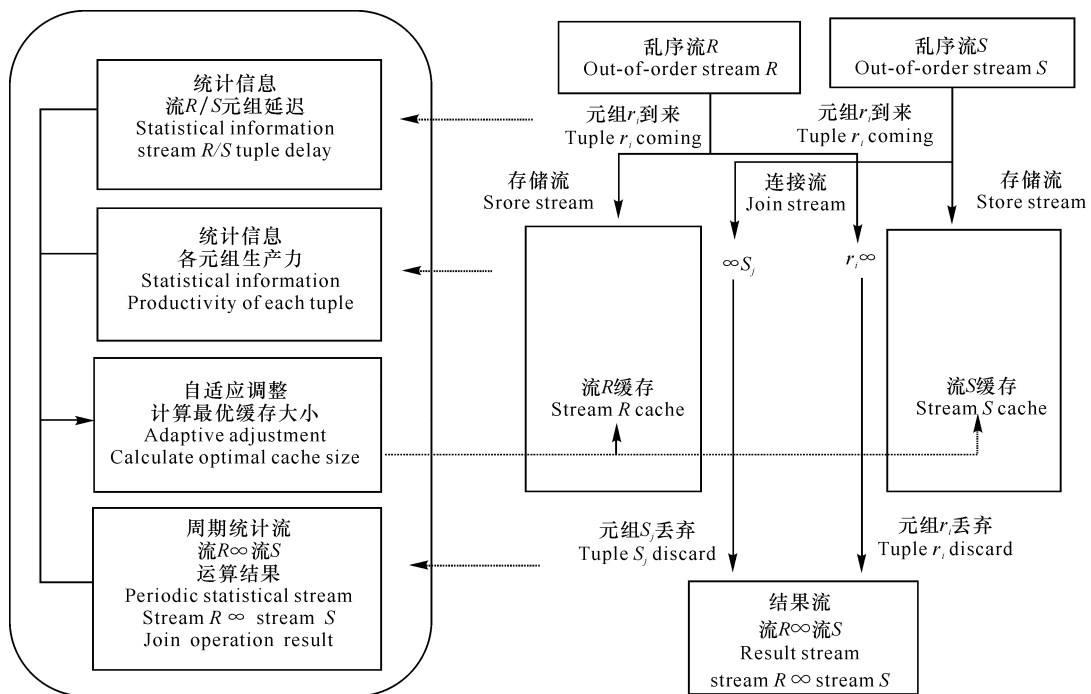 统计信息
流R/S元组延迟
Statistical information
stream R/S tuple delay
统计信息
各元组生产力
Statistical information
Productivity of each tuple
自适应调整
计算最优缓存大小
Adaptive adjustment
Calculate optimal cache size
周期统计流
流R∞流S
运算结果
Periodic statistical stream
Stream R ∞ stream S
Join operation result
乱序流R
Out-of-order stream R
乱序流S
Out-of-order stream S
元组ri到来
Tuple ri coming
元组ri到来
Tuple ri coming
存储流
Srore stream
连接流
Join stream
存储流
Store stream
∞Sj
ri∞
流R缓存
Stream R cache
流S缓存
Stream S cache
元组Sj丢弃
Tuple Sj discard
元组ri丢弃
Tuple ri discard
结果流
流R∞流S
Result stream
stream R ∞ stream S